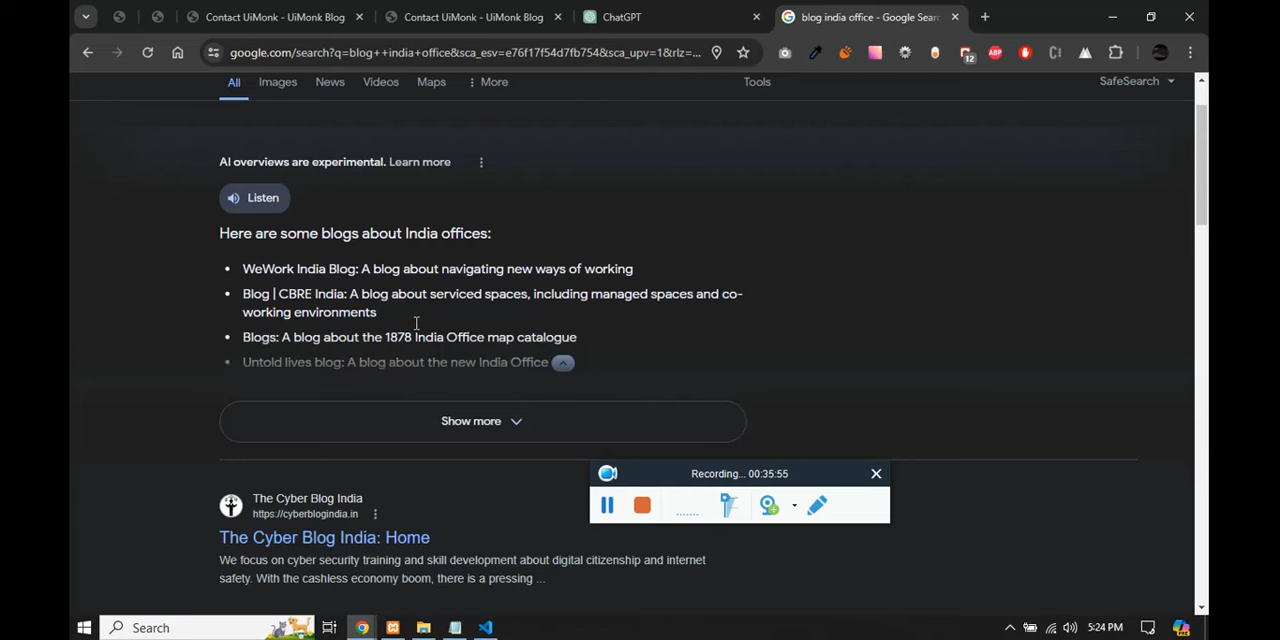 Contact UiMonk - UiMonk Blog
Contact UiMonk - UiMonk Blog
ChatGPT
blog india office - Google Sear
google.com/search?q=blog++india+office&sca_esv=e76f17f54d7fb754&sca_upv=1&rlz=...
12
ABP
All Images News Videos Maps More Tools SafeSearch
AI overviews are experimental. Learn more
Listen
Here are some blogs about India offices:
• WeWork India Blog: A blog about navigating new ways of working
• Blog | CBRE India: A blog about serviced spaces, including managed spaces and co-
working environments
• Blogs: A blog about the 1878 India Office map catalogue
• Untold lives blog: A blog about the new India Office
Show more
Recording... 00:35:55
The Cyber Blog India
https://cyberblogindia.in
The Cyber Blog India: Home
We focus on cyber security training and skill development about digital citizenship and internet
safety. With the cashless economy boom, there is a pressing ...
Search
5:24 PM